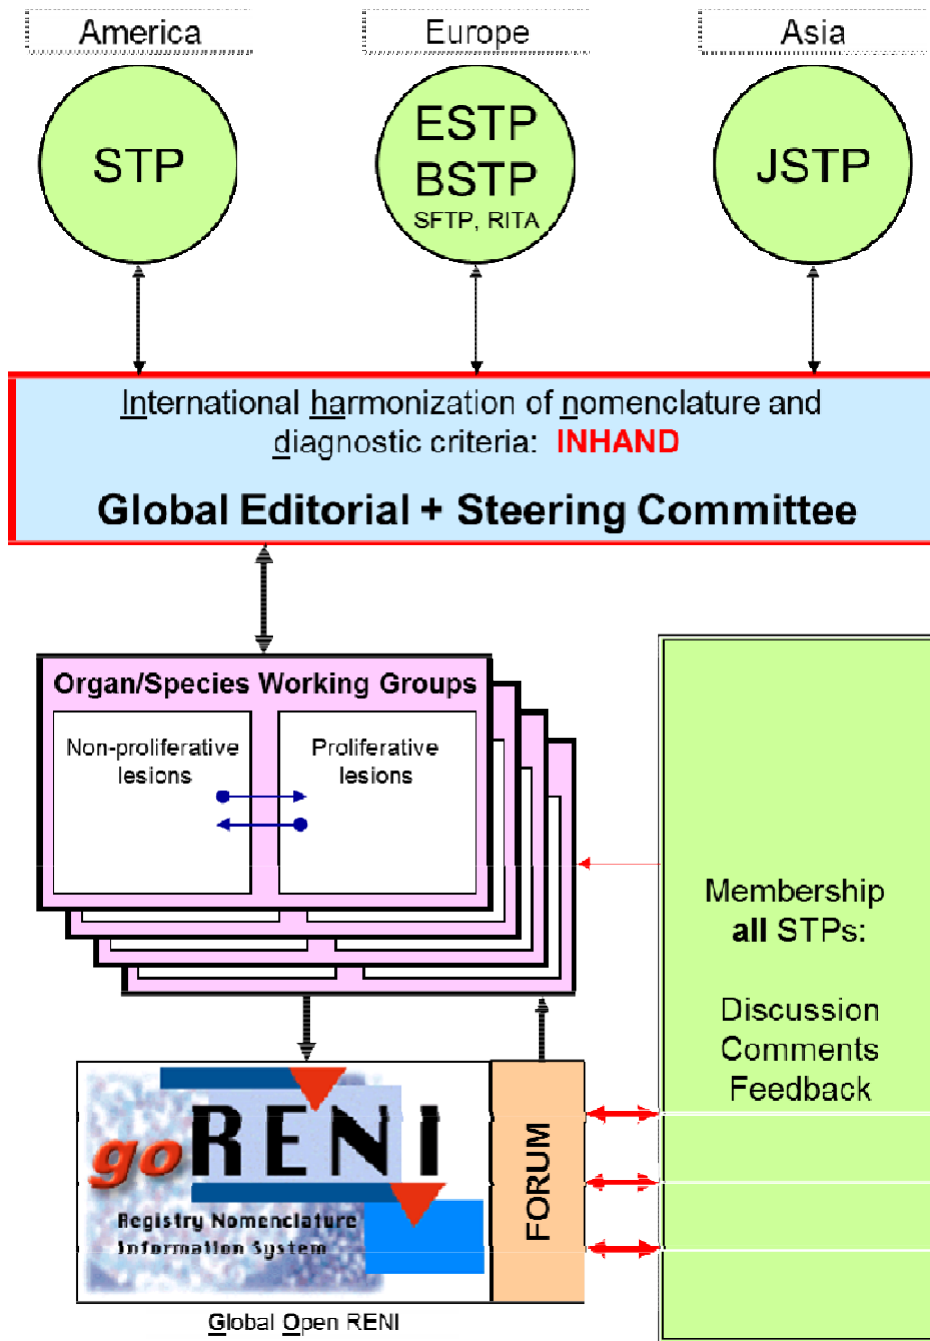 America
Europe
Asia
STP
ESTP
BSTP
SFTP, RITA
JSTP
International harmonization of nomenclature and
diagnostic criteria: INHAND
Global Editorial + Steering Committee
Organ/Species Working Groups
Non-proliferative
lesions
Proliferative
lesions
Membership
all STPs:
Discussion
Comments
Feedback
goRENI
Registry Nomenclature
Information System
FORUM
Global Open RENI